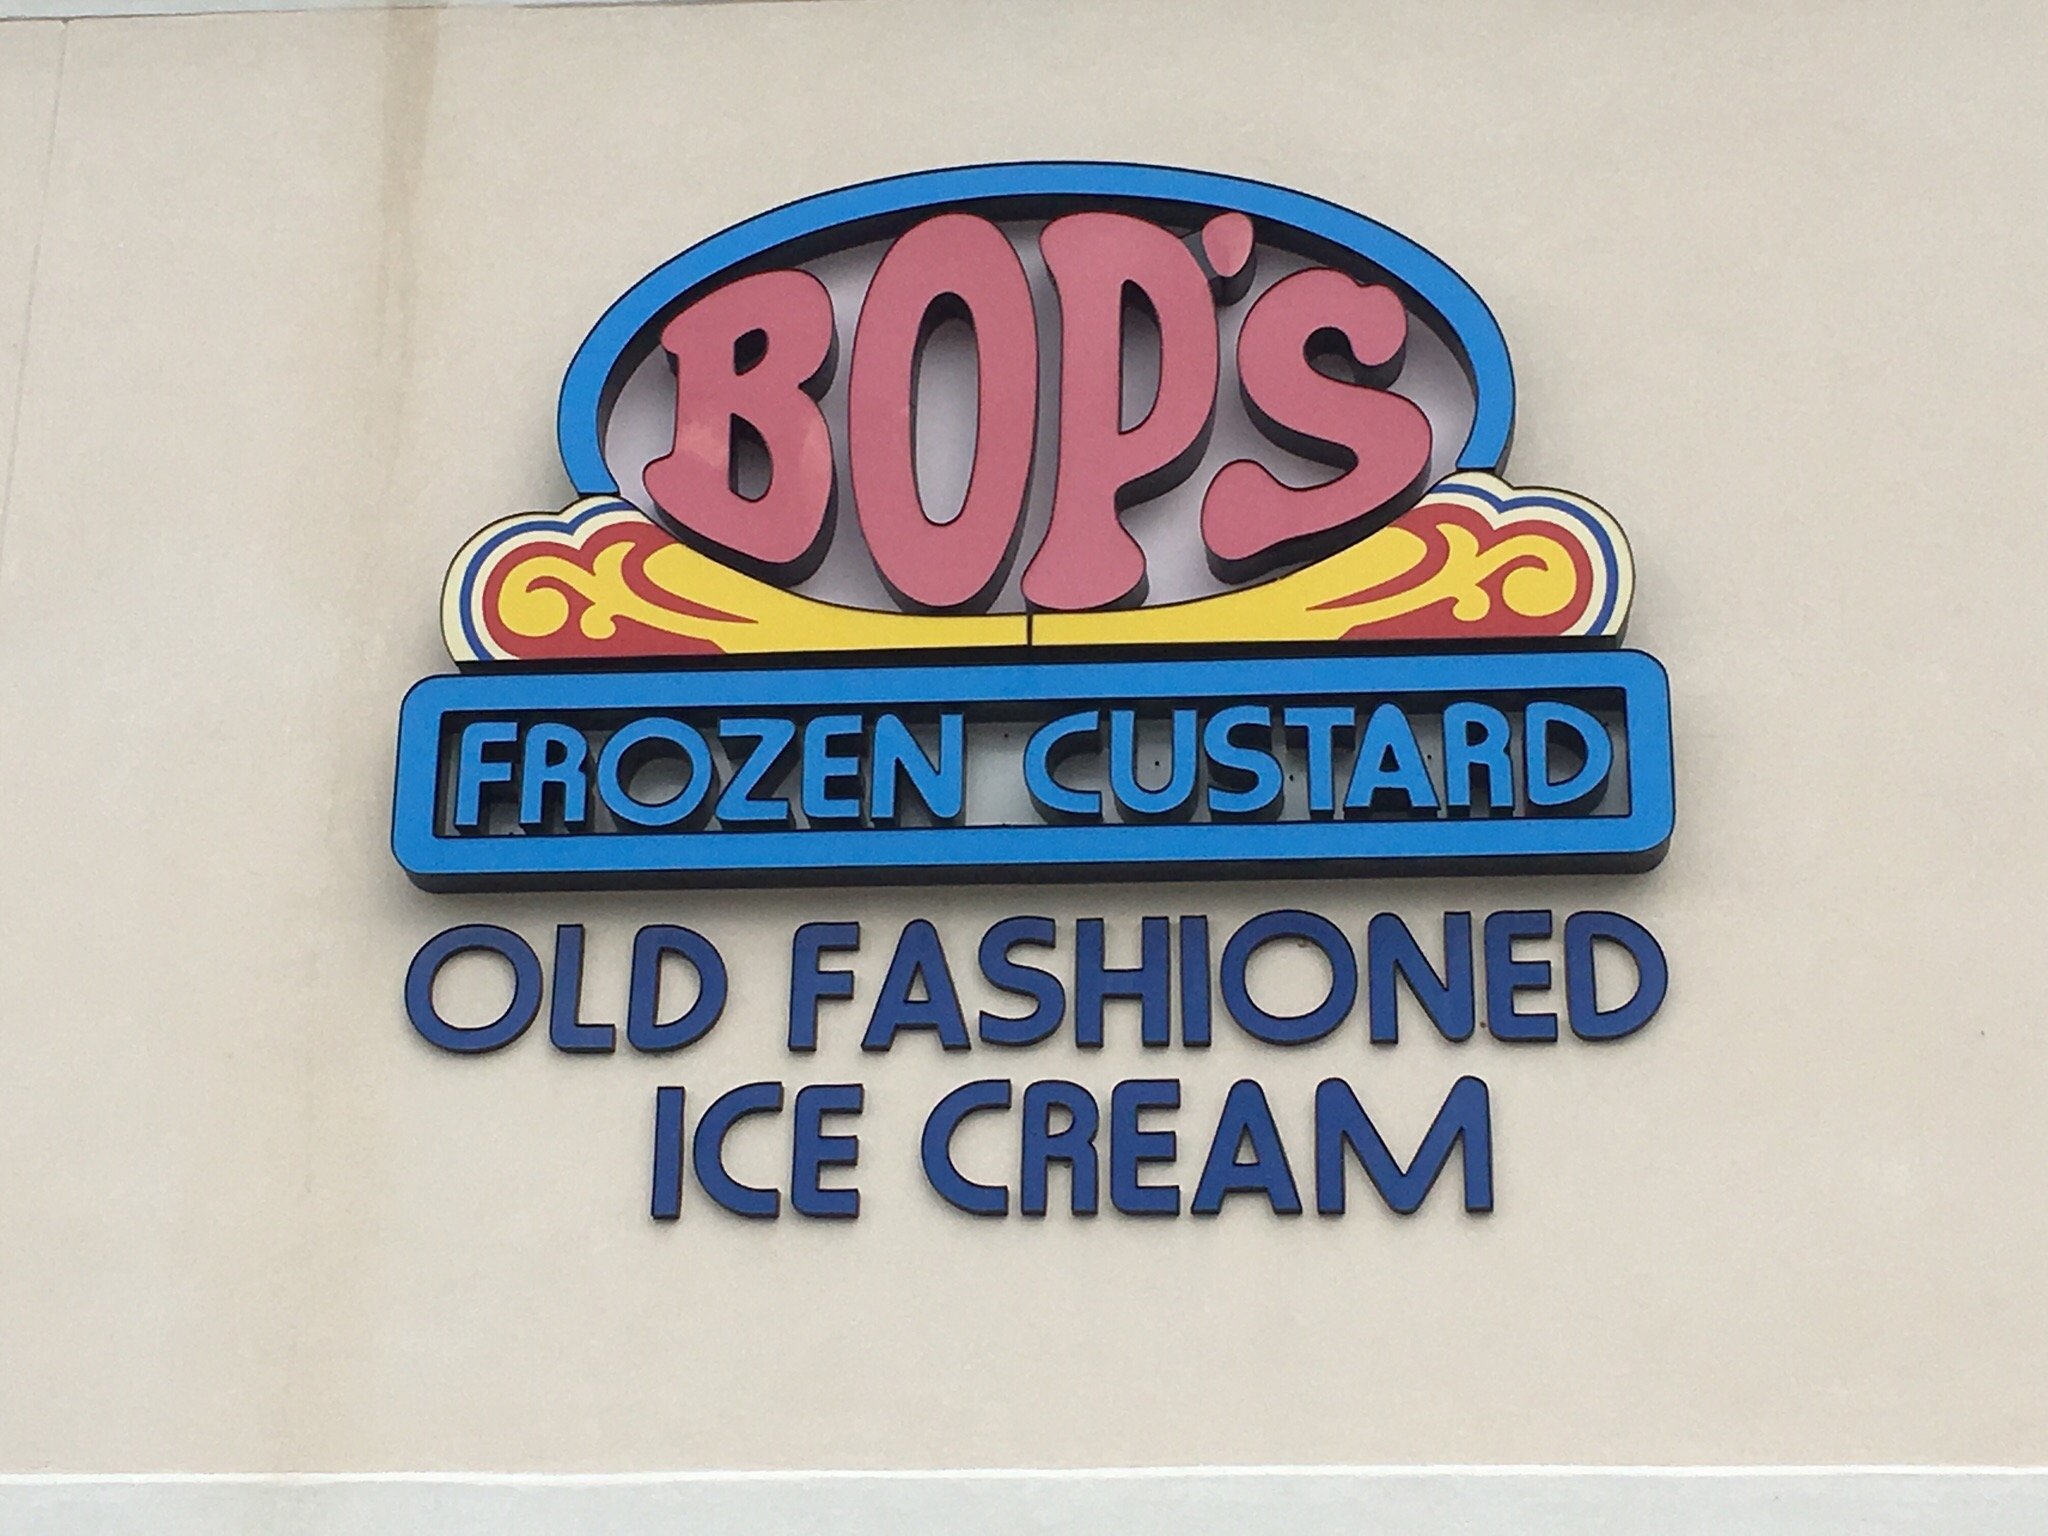 BOP'S
FROZEN CUSTARD
OLD FASHIONED
ICE CREAM